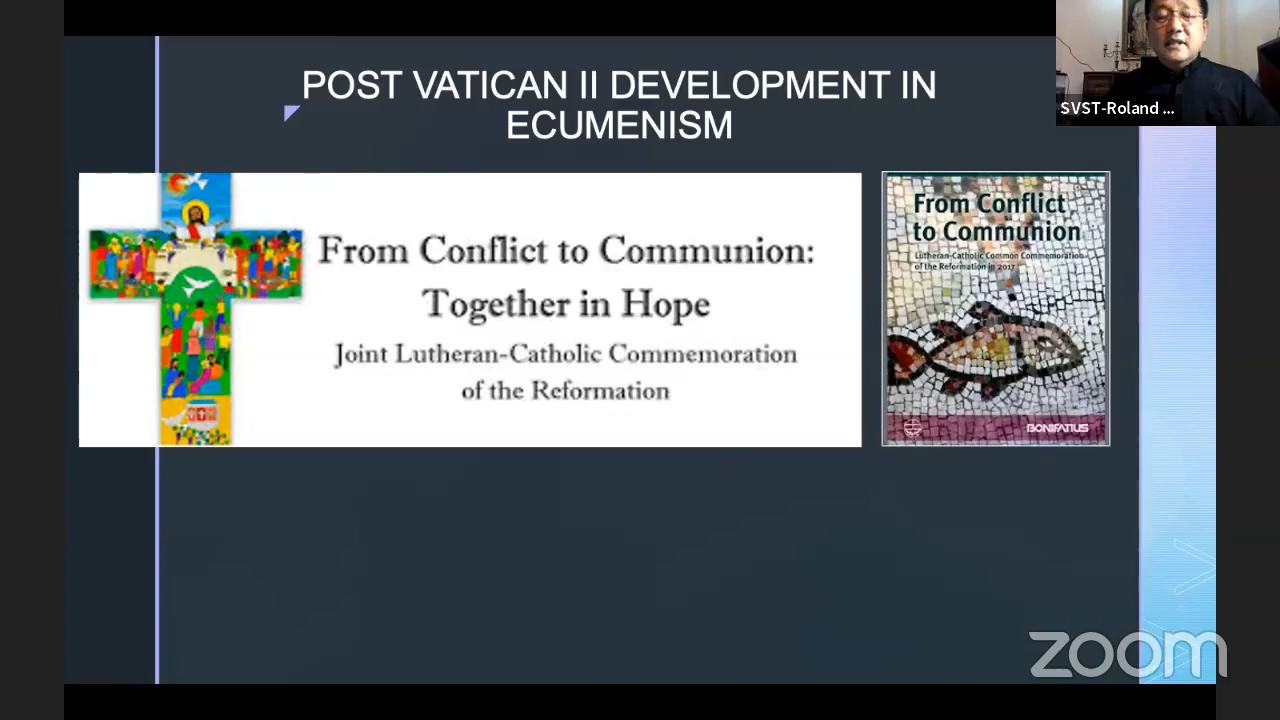 POST VATICAN II DEVELOPMENT IN
ECUMENISM
SVST-Roland ...
From Conflict to Communion:
Together in Hope
Joint Lutheran-Catholic Commemoration
of the Reformation
From Conflict
to Communion
Lutheran-Catholic Common Commemoration
of the Reformation in 2017
BONIFATIUS
zoom